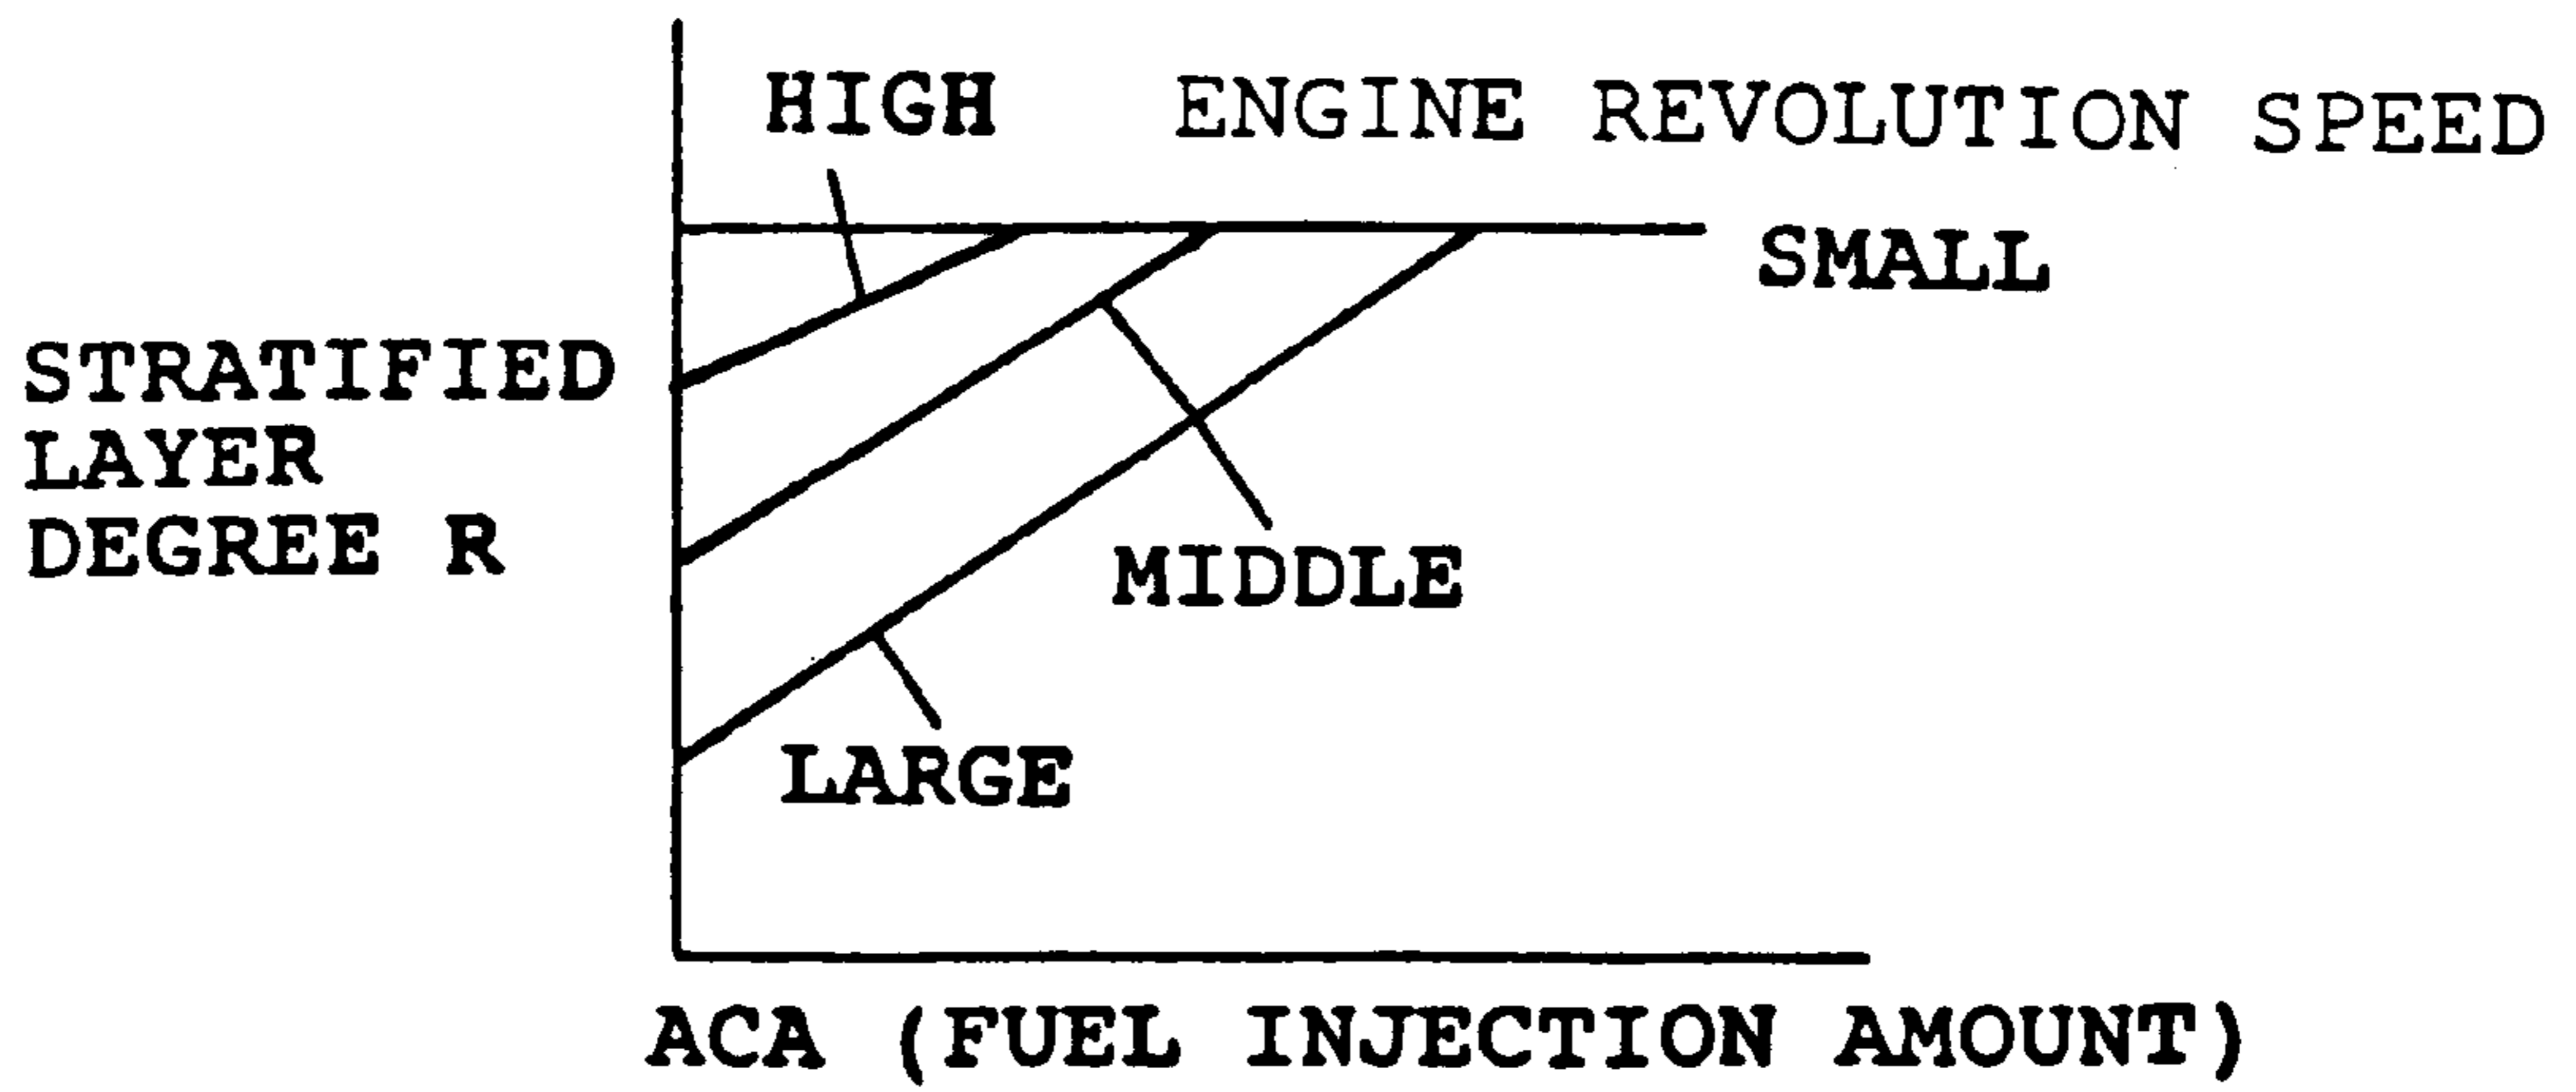 HIGH ENGINE REVOLUTION SPEED
SMALL
STRATIFIED
LAYER
DEGREE R
MIDDLE
LARGE
ACA (FUEL INJECTION AMOUNT)